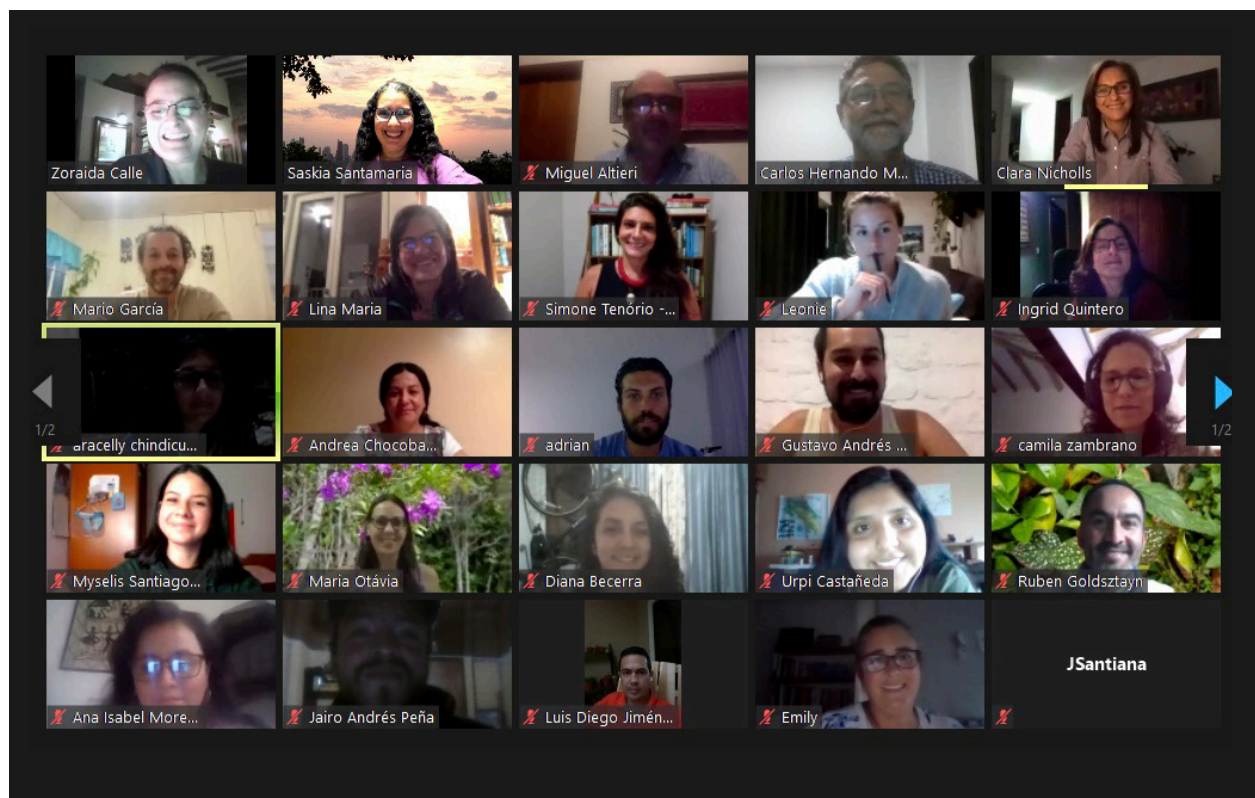 Zoraida Calle
Saskia Santamaria
Miguel Altieri
Carlos Hernando M...
Clara Nicholls
Mario García
Lina Maria
Simone Tenório -...
Leonie
Ingrid Quintero
1/2
aracelly chindicu...
Andrea Chocoba...
adrian
Gustavo Andrés ...
camila zambrano
1/2
Myselis Santiago...
Maria Otávia
Diana Becerra
Urpi Castañeda
Ruben Goldsztayn
Ana Isabel More...
Jairo Andrés Peña
Luis Diego Jimén...
Emily
JSantiana